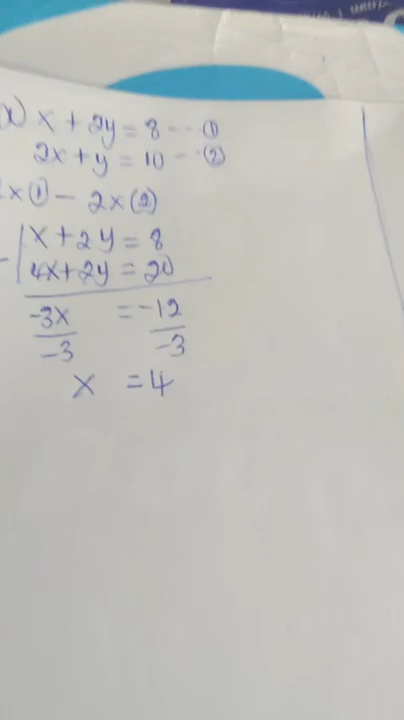 a) x + 2y = 8 --- ①
2x + y = 10 --- ②
x ① - 2 x (2)
x + 2y = 8
- 4x + 2y = 20
-3x = -12
-3 -3
x = 4